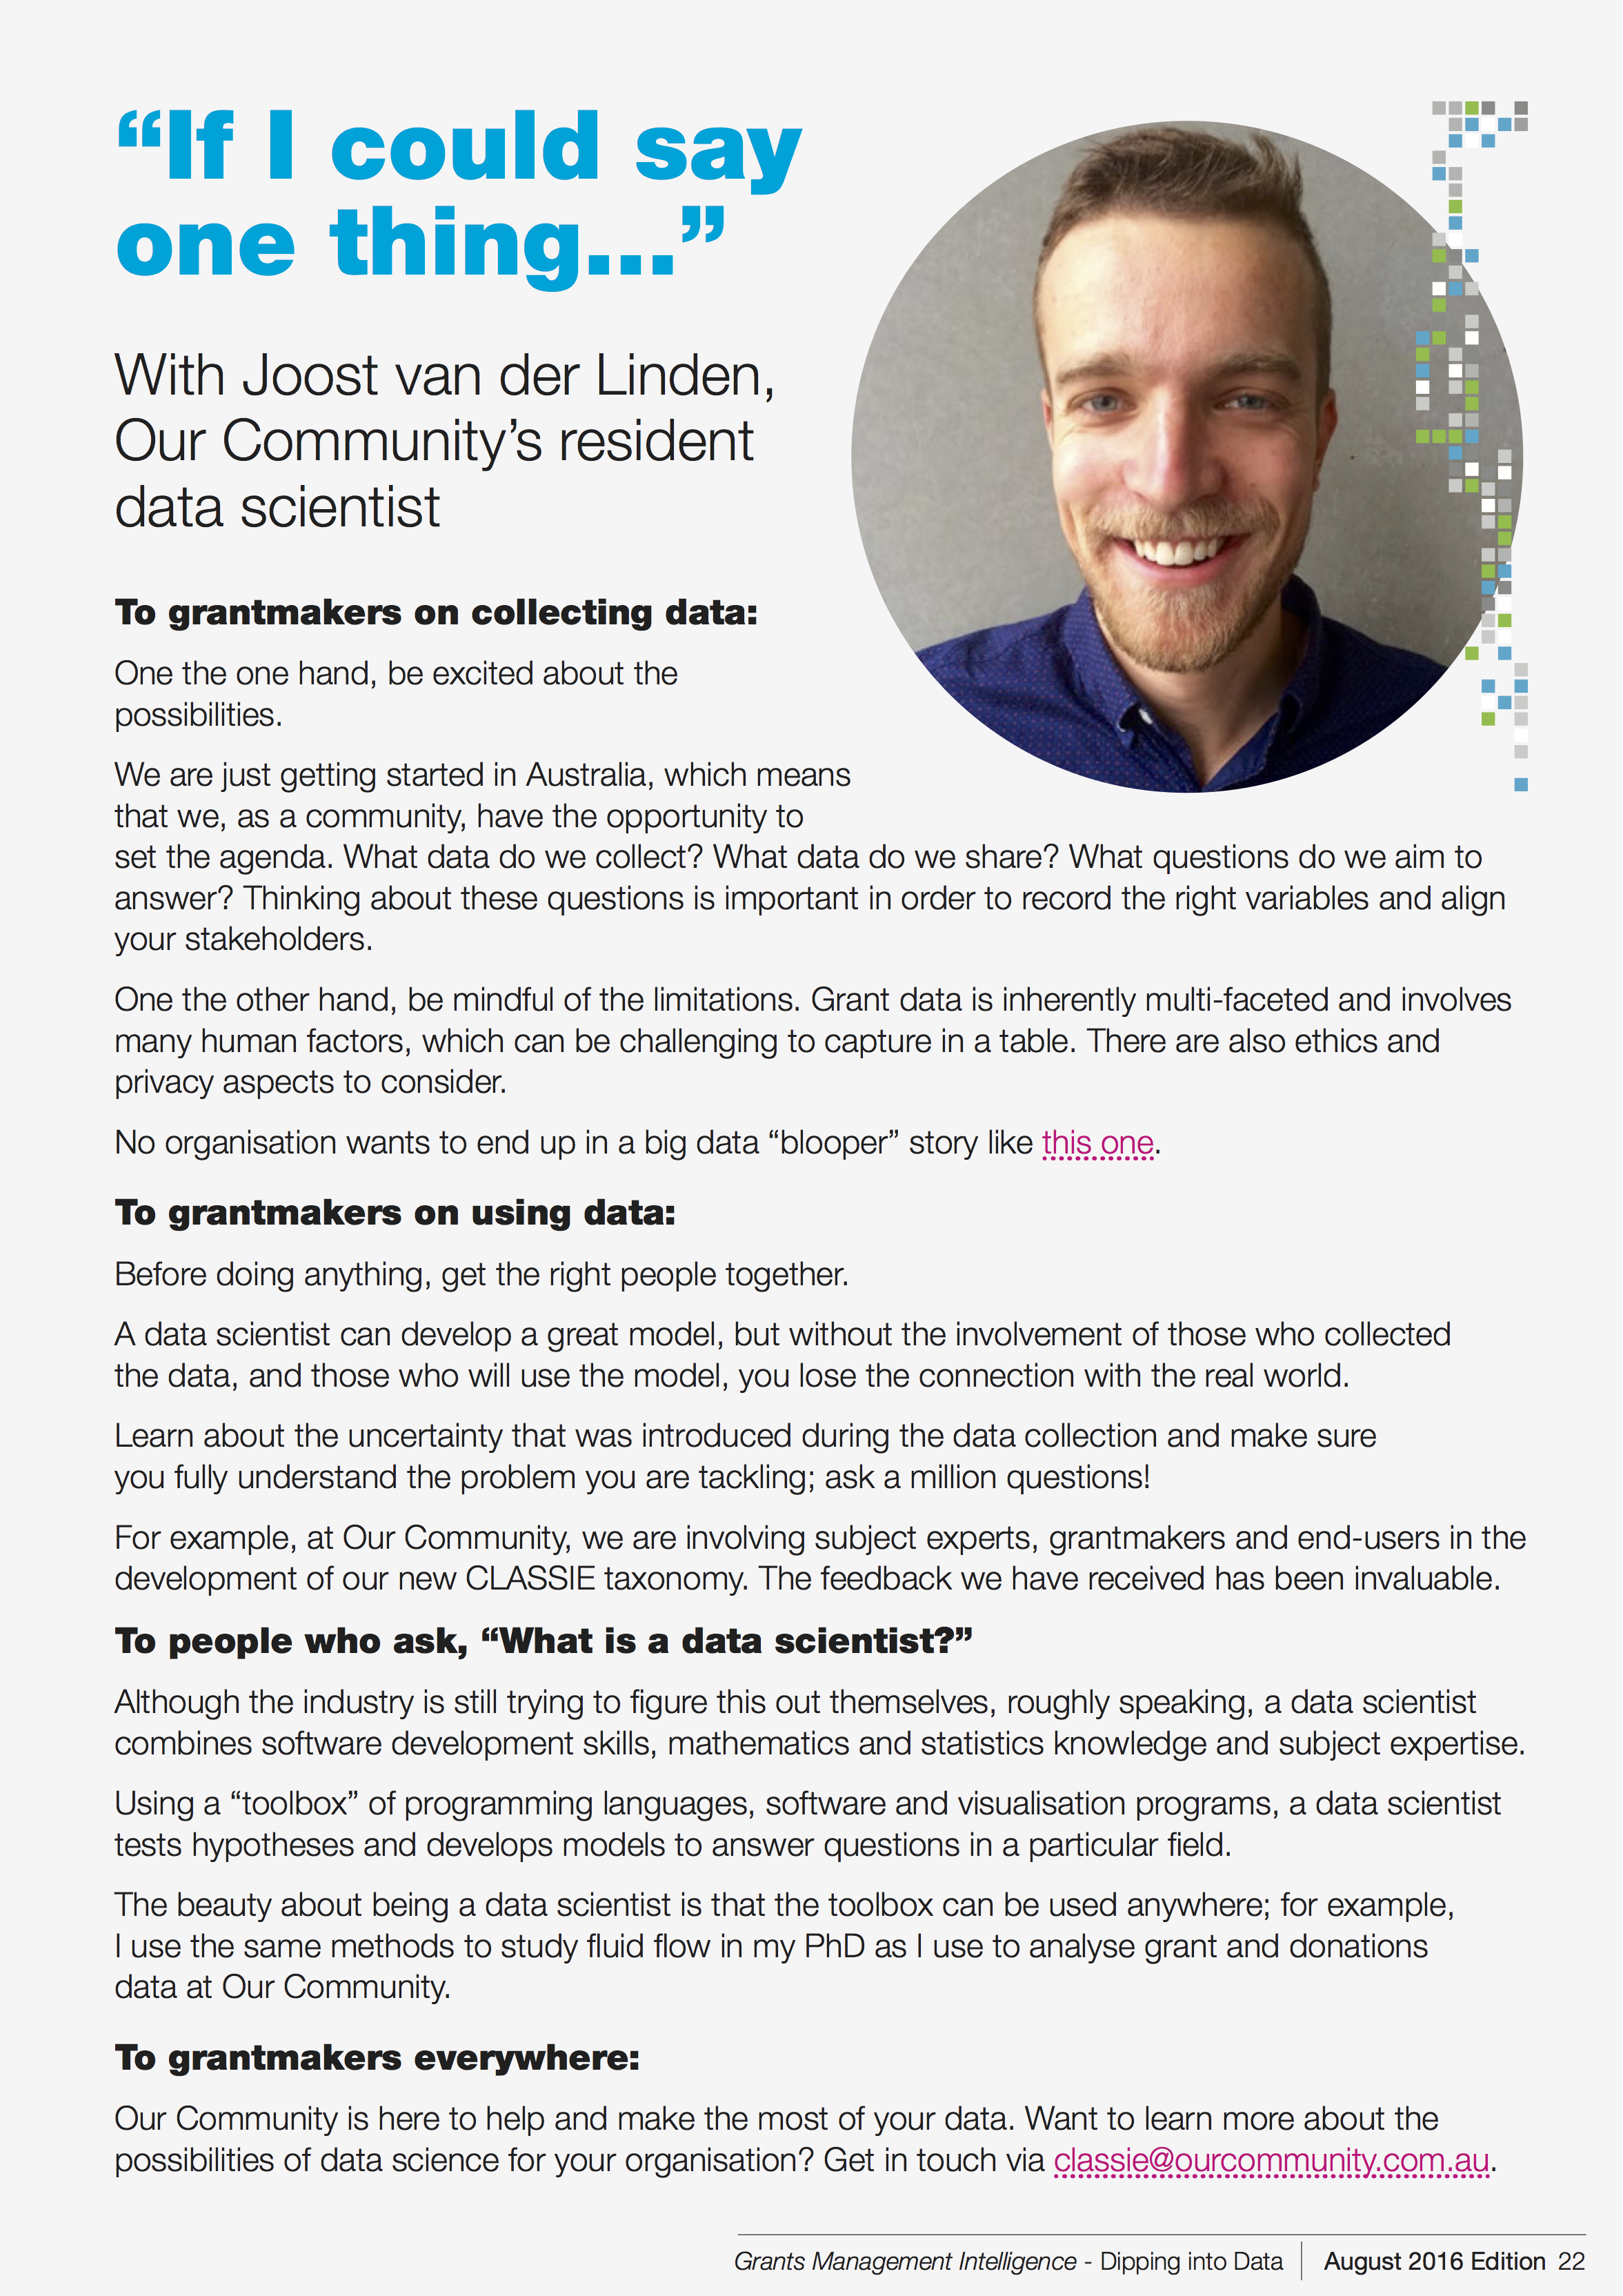 “If I could say
one thing...”
With Joost van der Linden,
Our Community’s resident
data scientist
To grantmakers on collecting data:
One the one hand, be excited about the
possibilities.
We are just getting started in Australia, which means
that we, as a community, have the opportunity to
set the agenda. What data do we collect? What data do we share? What questions do we aim to
answer? Thinking about these questions is important in order to record the right variables and align
your stakeholders.
One the other hand, be mindful of the limitations. Grant data is inherently multi-faceted and involves
many human factors, which can be challenging to capture in a table. There are also ethics and
privacy aspects to consider.
No organisation wants to end up in a big data “blooper” story like this one.
To grantmakers on using data:
Before doing anything, get the right people together.
A data scientist can develop a great model, but without the involvement of those who collected
the data, and those who will use the model, you lose the connection with the real world.
Learn about the uncertainty that was introduced during the data collection and make sure
you fully understand the problem you are tackling; ask a million questions!
For example, at Our Community, we are involving subject experts, grantmakers and end-users in the
development of our new CLASSIE taxonomy. The feedback we have received has been invaluable.
To people who ask, “What is a data scientist?”
Although the industry is still trying to figure this out themselves, roughly speaking, a data scientist
combines software development skills, mathematics and statistics knowledge and subject expertise.
Using a “toolbox” of programming languages, software and visualisation programs, a data scientist
tests hypotheses and develops models to answer questions in a particular field.
The beauty about being a data scientist is that the toolbox can be used anywhere; for example,
I use the same methods to study fluid flow in my PhD as I use to analyse grant and donations
data at Our Community.
To grantmakers everywhere:
Our Community is here to help and make the most of your data. Want to learn more about the
possibilities of data science for your organisation? Get in touch via classie@ourcommunity.com.au.
Grants Management Intelligence - Dipping into Data | August 2016 Edition 22